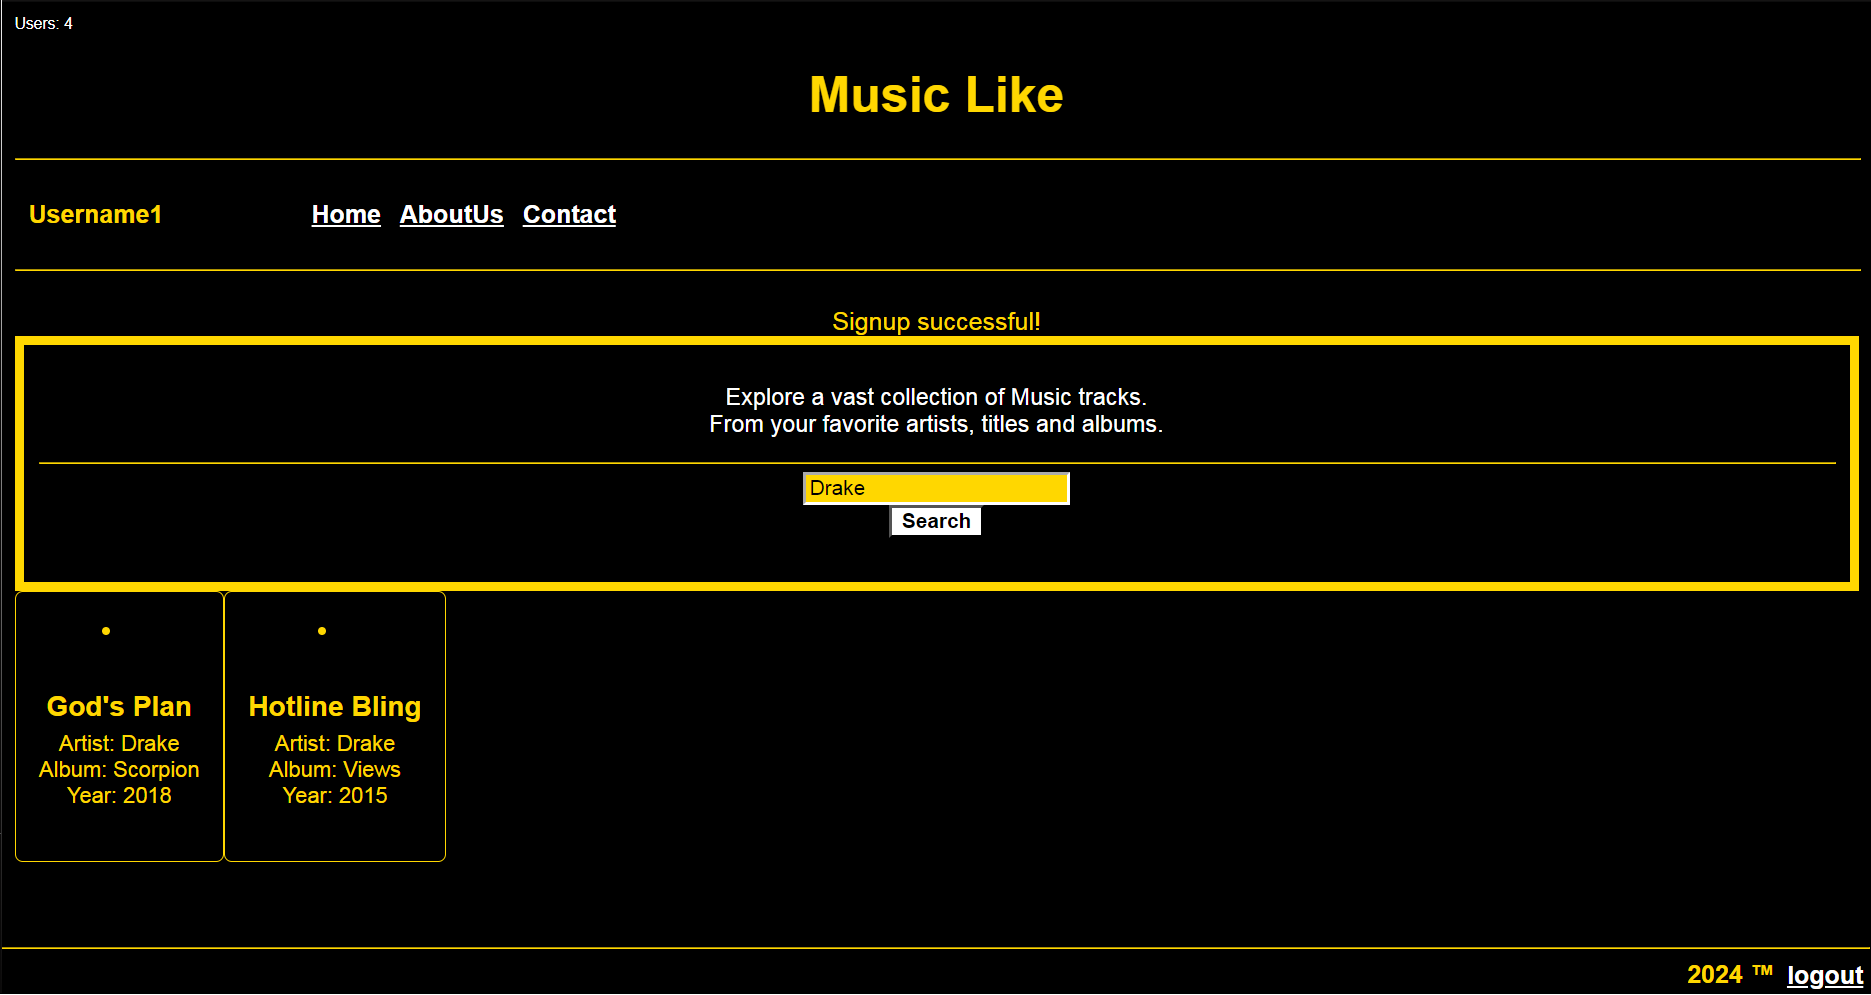 Users: 4
Music Like
Username1 Home AboutUs Contact
Signup successful!
Explore a vast collection of Music tracks.
From your favorite artists, titles and albums.
Drake
Search
God's Plan
Artist: Drake
Album: Scorpion
Year: 2018
Hotline Bling
Artist: Drake
Album: Views
Year: 2015
2024 ™ logout